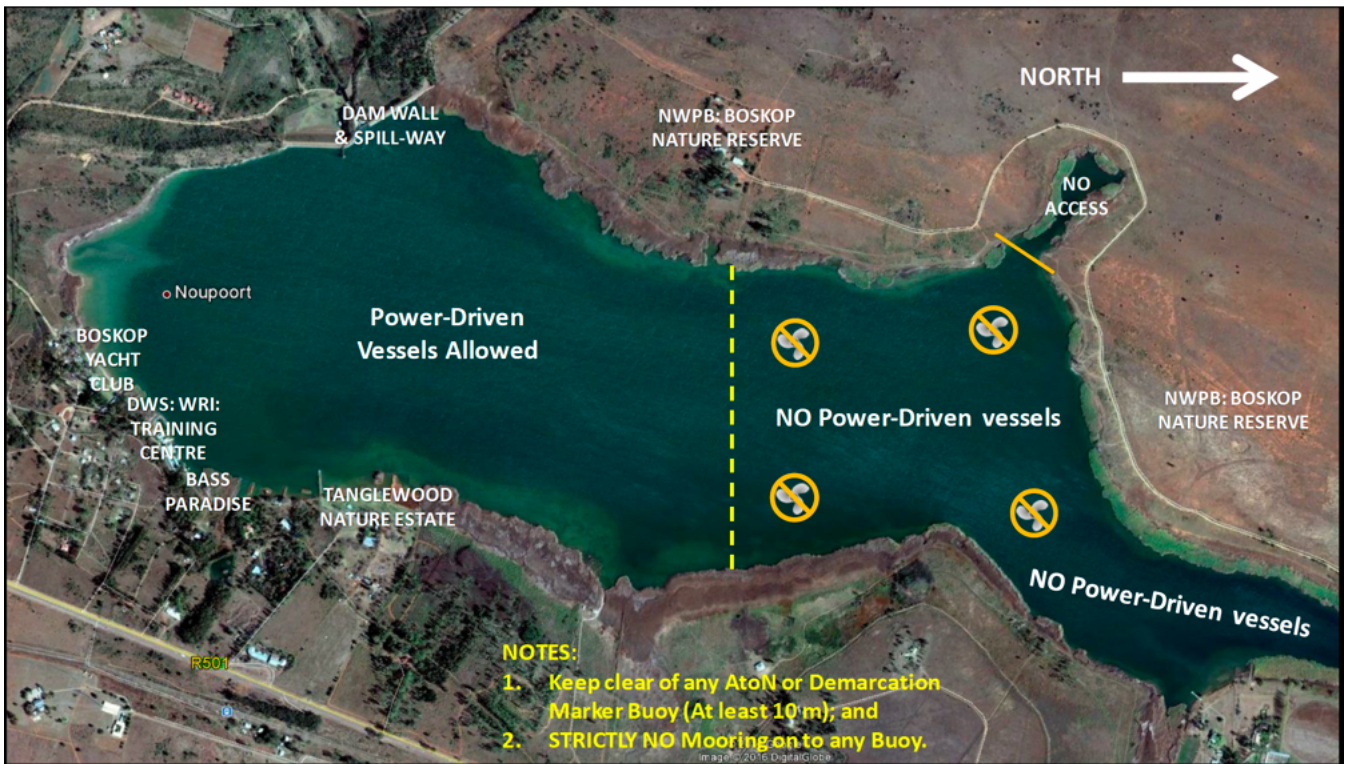 NORTH
DAM WALL
& SPILL-WAY
NWPB: BOSKOP
NATURE RESERVE
NO
ACCESS
Noupoort
Power-Driven
Vessels Allowed
BOSKOP
YACHT
CLUB
DWS: WRI:
TRAINING
CENTRE
BASS
PARADISE
TANGLEWOOD
NATURE ESTATE
NO Power-Driven vessels
NWPB: BOSKOP
NATURE RESERVE
NO Power-Driven vessels
R501
NOTES:
1. Keep clear of any AtoN or Demarcation
Marker Buoy (At least 10 m); and
2. STRICTLY NO Mooring on to any Buoy.
Image © 2016 DigitalGlobe